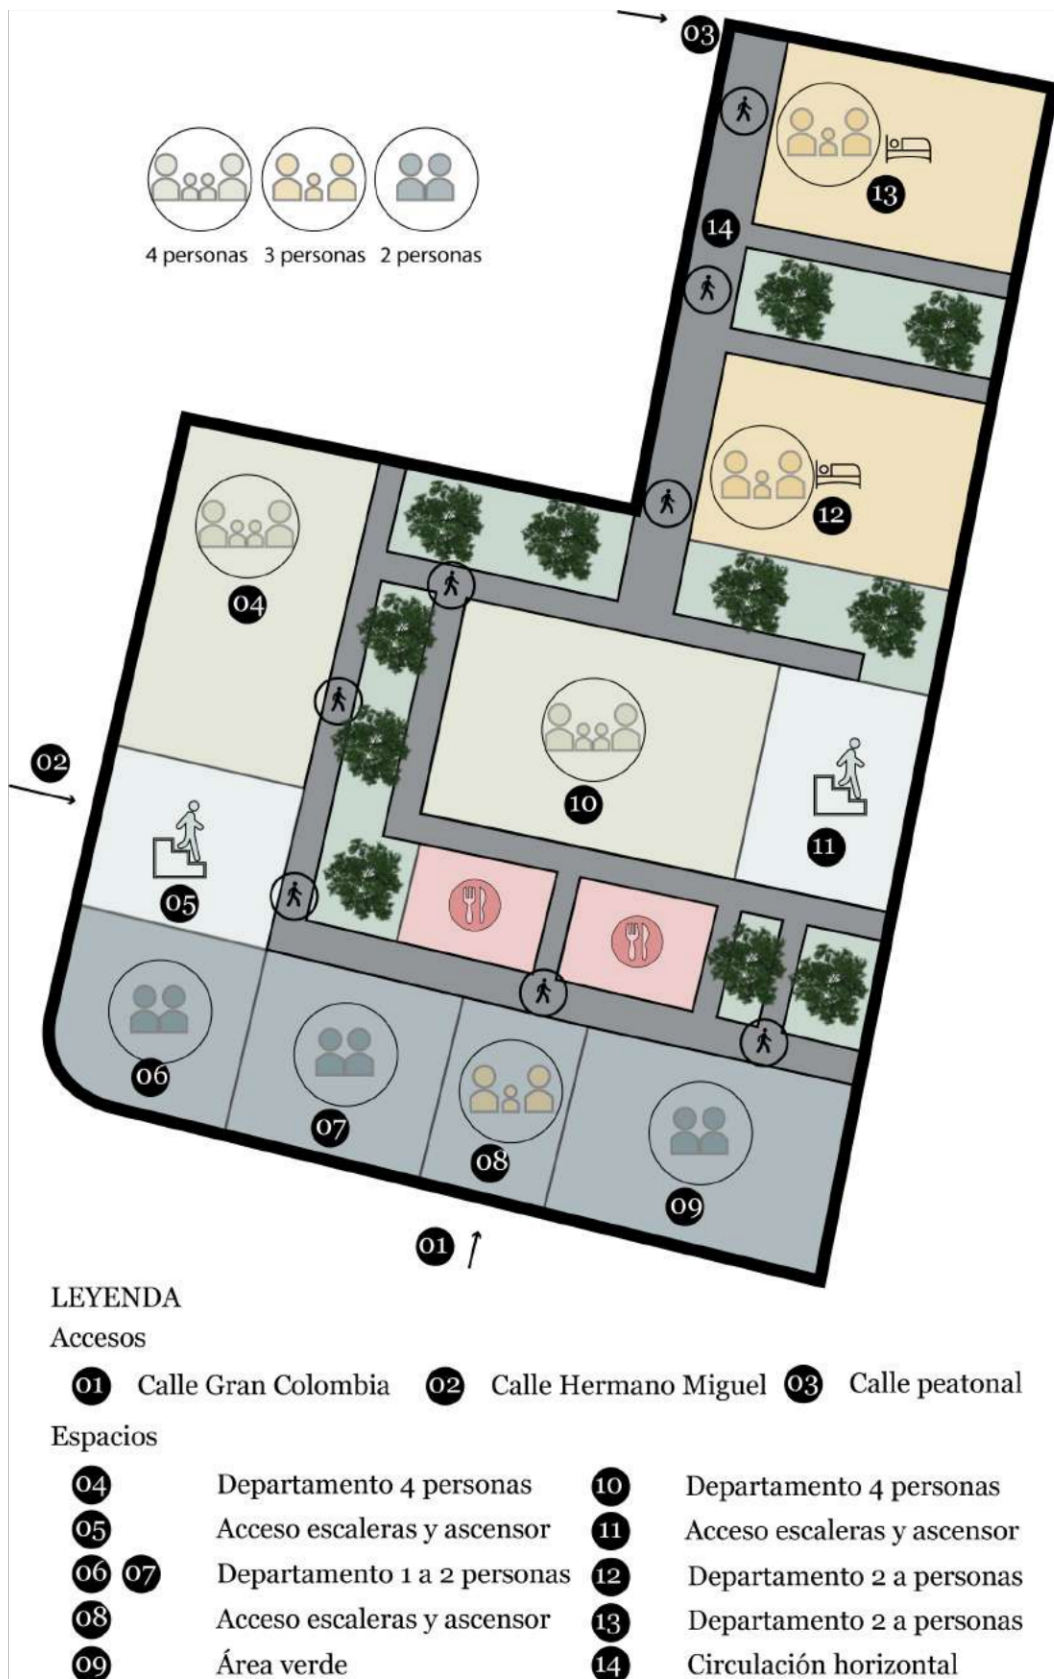 03
13
14
4 personas 3 personas 2 personas
12
04
02
10
11
05
06
07
08
09
01
LEYENDA
Accesos
01 Calle Gran Colombia 02 Calle Hermano Miguel 03 Calle peatonal
Espacios
04 Departamento 4 personas 10 Departamento 4 personas
05 Acceso escaleras y ascensor 11 Acceso escaleras y ascensor
06 07 Departamento 1 a 2 personas 12 Departamento 2 a personas
08 Acceso escaleras y ascensor 13 Departamento 2 a personas
09 Área verde 14 Circulación horizontal